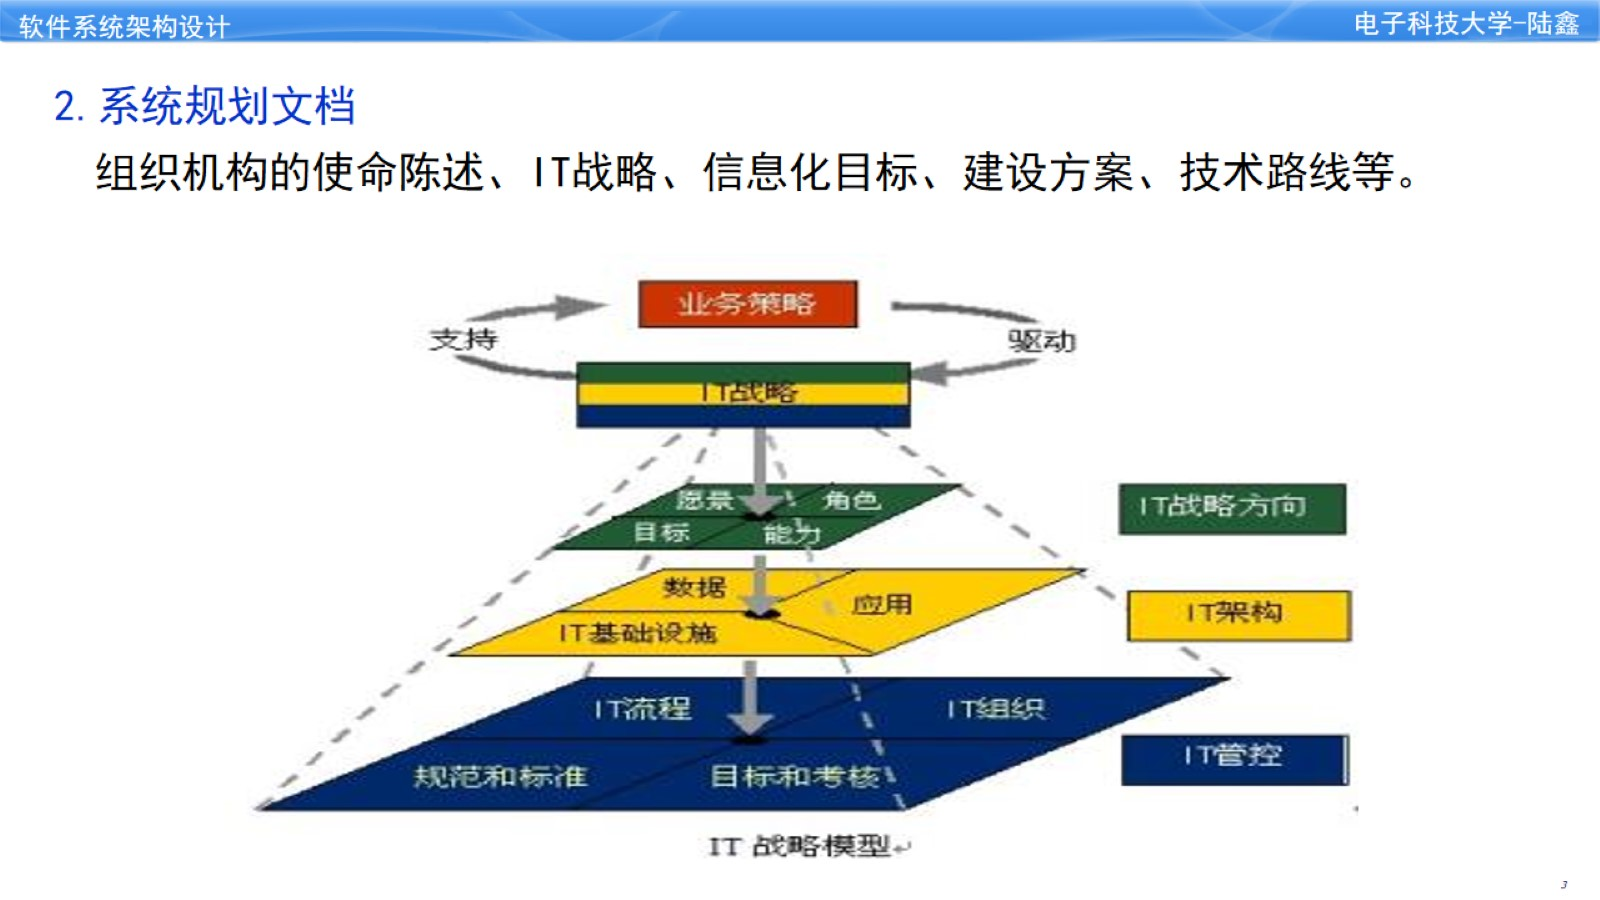 软件系统架构设计
电子科技大学-陆鑫
2.系统规划文档
组织机构的使命陈述、IT战略、信息化目标、建设方案、技术路线等。
业务策略
支持
驱动
IT战略
愿景
角色
目标
能力
IT战略方向
数据
应用
IT基础设施
IT架构
IT流程
IT组织
规范和标准
目标和考核
IT管控
IT 战略模型↵
3